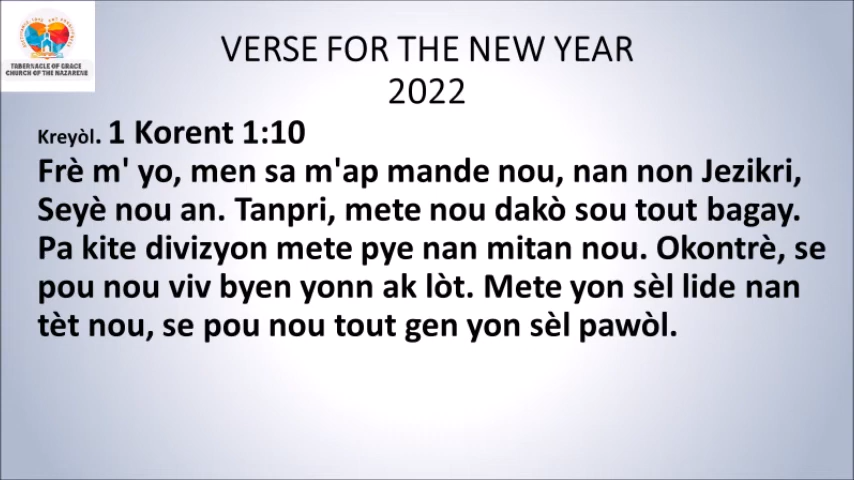 TABERNACLE OF GRACE
CHURCH OF THE NAZARENE
VERSE FOR THE NEW YEAR
2022
Kreyòl. 1 Korent 1:10
Frè m' yo, men sa m'ap mande nou, nan non Jezikri,
Seyè nou an. Tanpri, mete nou dakò sou tout bagay.
Pa kite divizyon mete pye nan mitan nou. Okontrè, se
pou nou viv byen yonn ak lòt. Mete yon sèl lide nan
tèt nou, se pou nou tout gen yon sèl pawòl.